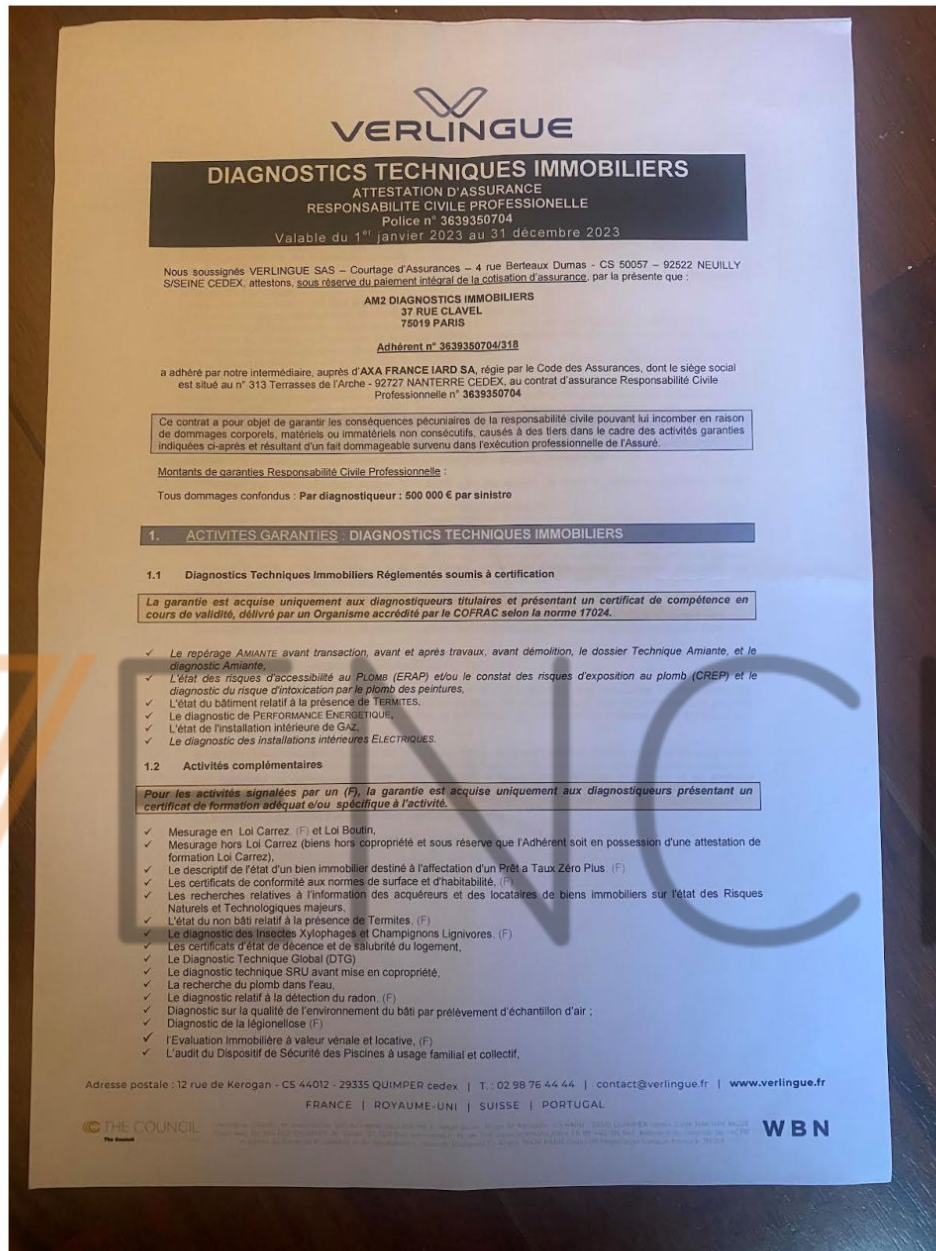 VERLINGUE
DIAGNOSTICS TECHNIQUES IMMOBILIERS
ATTESTATION D'ASSURANCE
RESPONSABILITE CIVILE PROFESSIONELLE
Police n° 3639350704
Valable du 1er janvier 2023 au 31 décembre 2023
Nous soussignés VERLINGUE SAS – Courtage d'Assurances – 4 rue Berteaux Dumas - CS 50057 – 92522 NEUILLY
S/SEINE CEDEX, attestons, sous réserve du paiement intégral de la cotisation d'assurance, par la présente que :
AM2 DIAGNOSTICS IMMOBILIERS
37 RUE CLAVEL
75019 PARIS
Adhérent n° 3639350704/318
a adhéré par notre intermédiaire, auprès d'AXA FRANCE IARD SA, régie par le Code des Assurances, dont le siège social
est situé au n° 313 Terrasses de l'Arche - 92727 NANTERRE CEDEX, au contrat d'assurance Responsabilité Civile
Professionnelle n° 3639350704
Ce contrat a pour objet de garantir les conséquences pécuniaires de la responsabilité civile pouvant lui incomber en raison
de dommages corporels, matériels ou immatériels non consécutifs, causés à des tiers dans le cadre des activités garanties
indiquées ci-après et résultant d'un fait dommageable survenu dans l'exécution professionnelle de l'Assuré.
Montants de garanties Responsabilité Civile Professionnelle :
Tous dommages confondus : Par diagnostiqueur : 500 000 € par sinistre
1. ACTIVITES GARANTIES : DIAGNOSTICS TECHNIQUES IMMOBILIERS
1.1 Diagnostics Techniques Immobiliers Réglementés soumis à certification
La garantie est acquise uniquement aux diagnostiqueurs titulaires et présentant un certificat de compétence en
cours de validité, délivré par un Organisme accrédité par le COFRAC selon la norme 17024.
✓ Le repérage AMIANTE avant transaction, avant et après travaux, avant démolition, le dossier Technique Amiante, et le
diagnostic Amiante,
✓ L'état des risques d'accessibilité au PLOMB (ERAP) et/ou le constat des risques d'exposition au plomb (CREP) et le
diagnostic du risque d'intoxication par le plomb des peintures,
✓ L'état du bâtiment relatif à la présence de TERMITES,
✓ Le diagnostic de PERFORMANCE ENERGETIQUE,
✓ L'état de l'installation intérieure de GAZ,
✓ Le diagnostic des installations intérieures ELECTRIQUES.
1.2 Activités complémentaires
Pour les activités signalées par un (F), la garantie est acquise uniquement aux diagnostiqueurs présentant un
certificat de formation adéquat e/ou spécifique à l'activité.
✓ Mesurage en Loi Carrez (F) et Loi Boutin,
✓ Mesurage hors Loi Carrez (biens hors copropriété et sous réserve que l'Adhérent soit en possession d'une attestation de
formation Loi Carrez),
✓ Le descriptif de l'état d'un bien immobilier destiné à l'affectation d'un Prêt a Taux Zéro Plus (F)
✓ Les certificats de conformité aux normes de surface et d'habitabilité, (F)
✓ Les recherches relatives à l'information des acquéreurs et des locataires de biens immobiliers sur l'état des Risques
Naturels et Technologiques majeurs,
✓ L'état du non bâti relatif à la présence de Termites, (F)
✓ Le diagnostic des Insectes Xylophages et Champignons Lignivores. (F)
✓ Les certificats d'état de décence et de salubrité du logement,
✓ Le Diagnostic Technique Global (DTG)
✓ Le diagnostic technique SRU avant mise en copropriété,
✓ La recherche du plomb dans l'eau,
✓ Le diagnostic relatif à la détection du radon. (F)
✓ Diagnostic sur la qualité de l'environnement du bâti par prélèvement d'échantillon d'air ;
✓ Diagnostic de la légionellose (F)
✓ l'Evaluation Immobilière à valeur vénale et locative, (F)
✓ L'audit du Dispositif de Sécurité des Piscines à usage familial et collectif,
Adresse postale : 12 rue de Kerogan - CS 44012 - 29335 QUIMPER cedex | T. : 02 98 76 44 44 | contact@verlingue.fr | www.verlingue.fr
FRANCE | ROYAUME-UNI | SUISSE | PORTUGAL
THE COUNCIL
The Council
WBN
ENC